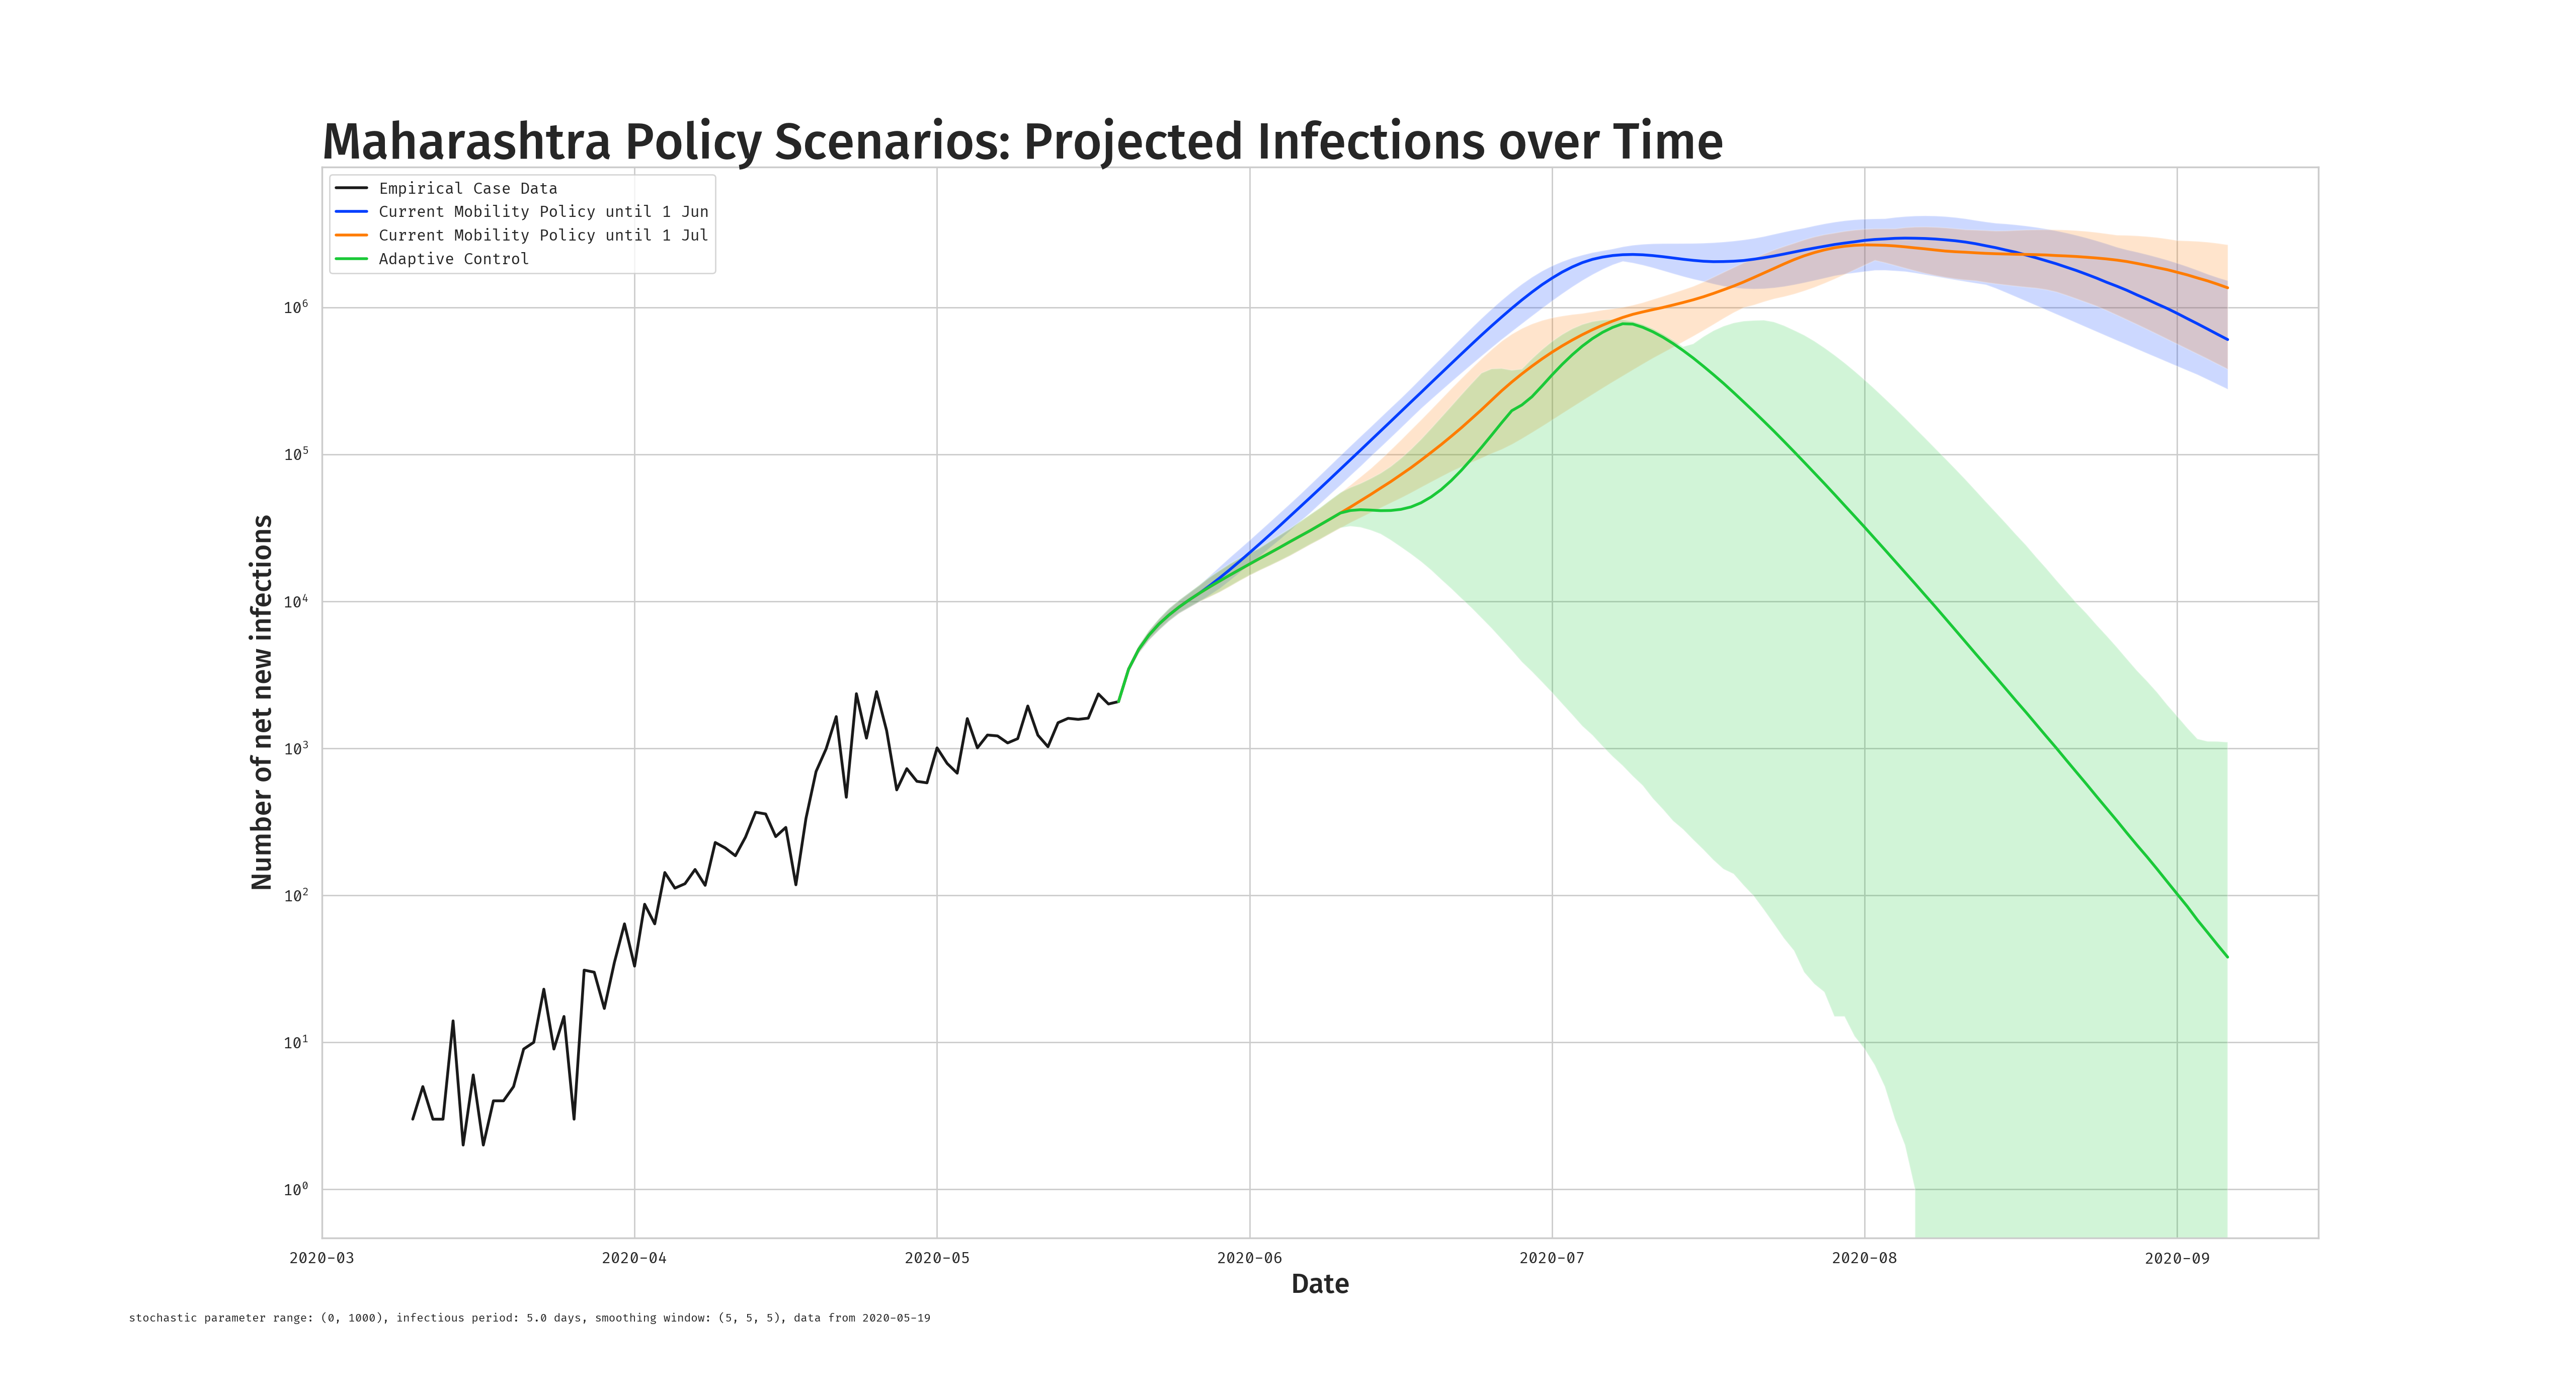 Maharashtra Policy Scenarios: Projected Infections over Time
Empirical Case Data
Current Mobility Policy until 1 Jun
Current Mobility Policy until 1 Jul
Adaptive Control
Number of net new infections
10⁶
10⁵
10⁴
10³
10²
10¹
10⁰
2020-03 2020-04 2020-05 2020-06 2020-07 2020-08 2020-09
Date
stochastic parameter range: (0, 1000), infectious period: 5.0 days, smoothing window: (5, 5, 5), data from 2020-05-19